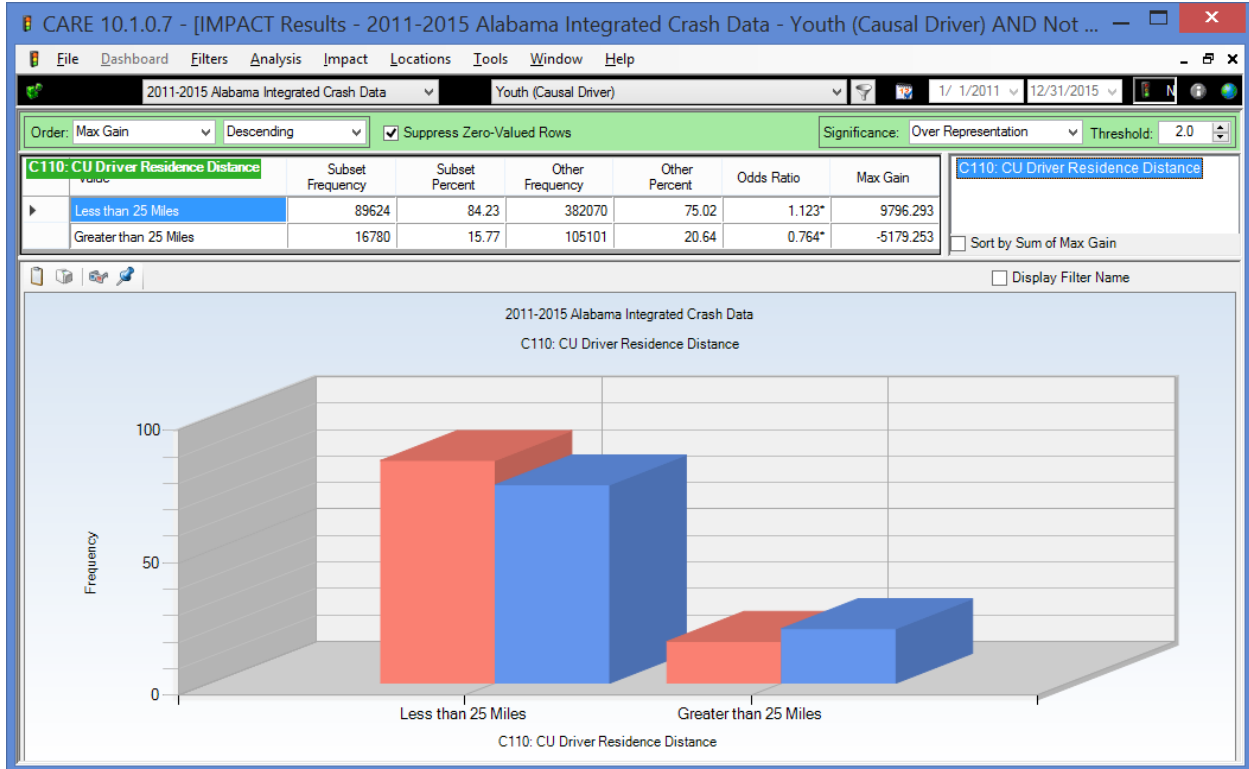 CARE 10.1.0.7 - [IMPACT Results - 2011-2015 Alabama Integrated Crash Data - Youth (Causal Driver) AND Not ...
File Dashboard Filters Analysis Impact Locations Tools Window Help
2011-2015 Alabama Integrated Crash Data Youth (Causal Driver) 1/ 1/2011 12/31/2015 N
Order: Max Gain Descending Suppress Zero-Valued Rows Significance: Over Representation Threshold: 2.0
C110: CU Driver Residence Distance Subset Frequency Subset Percent Other Frequency Other Percent Odds Ratio Max Gain C110: CU Driver Residence Distance
Less than 25 Miles 89624 84.23 382070 75.02 1.123* 9796.293
Greater than 25 Miles 16780 15.77 105101 20.64 0.764* -5179.253
Sort by Sum of Max Gain
Display Filter Name
2011-2015 Alabama Integrated Crash Data
C110: CU Driver Residence Distance
100
50
0
Frequency
Less than 25 Miles Greater than 25 Miles
C110: CU Driver Residence Distance